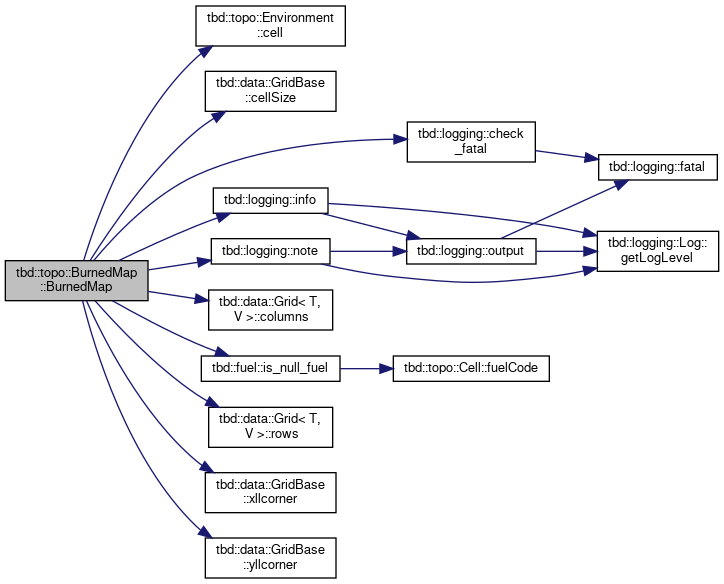 tbd::topo::Environment
::cell
tbd::data::GridBase
::cellSize
tbd::logging::check
_fatal
tbd::logging::fatal
tbd::logging::info
tbd::logging::note
tbd::logging::output
tbd::logging::Log::
getLogLevel
tbd::topo::BurnedMap
::BurnedMap
tbd::data::Grid< T,
V >::columns
tbd::fuel::is_null_fuel
tbd::topo::Cell::fuelCode
tbd::data::Grid< T,
V >::rows
tbd::data::GridBase
::xllcorner
tbd::data::GridBase
::yllcorner